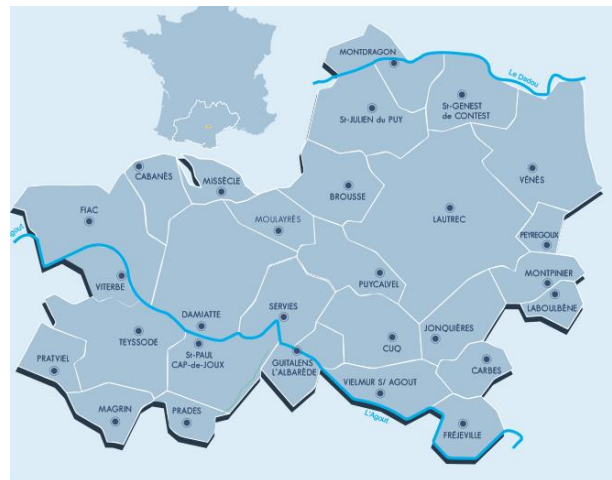 MONTDRAGON
Le Dadou
St-JULIEN du PUY
St-GENEST
de CONTEST
VÉNÈS
CABANÈS
MISSÈCLE
BROUSSE
LAUTREC
FIAC
MOULAYRÈS
PEYREGOUX
Agout
VITERBE
PUYCALVEL
MONTPINIER
LABOULBÈNE
DAMIATTE
SERVIES
TEYSSODE
St-PAUL
CAP-de-JOUX
CUQ
JONQUIÈRES
PRATVIEL
GUITALENS
L'ALBARÈDE
CARBES
VIELMUR S/ AGOUT
MAGRIN
PRADES
L'Agout
FRÉJEVILLE